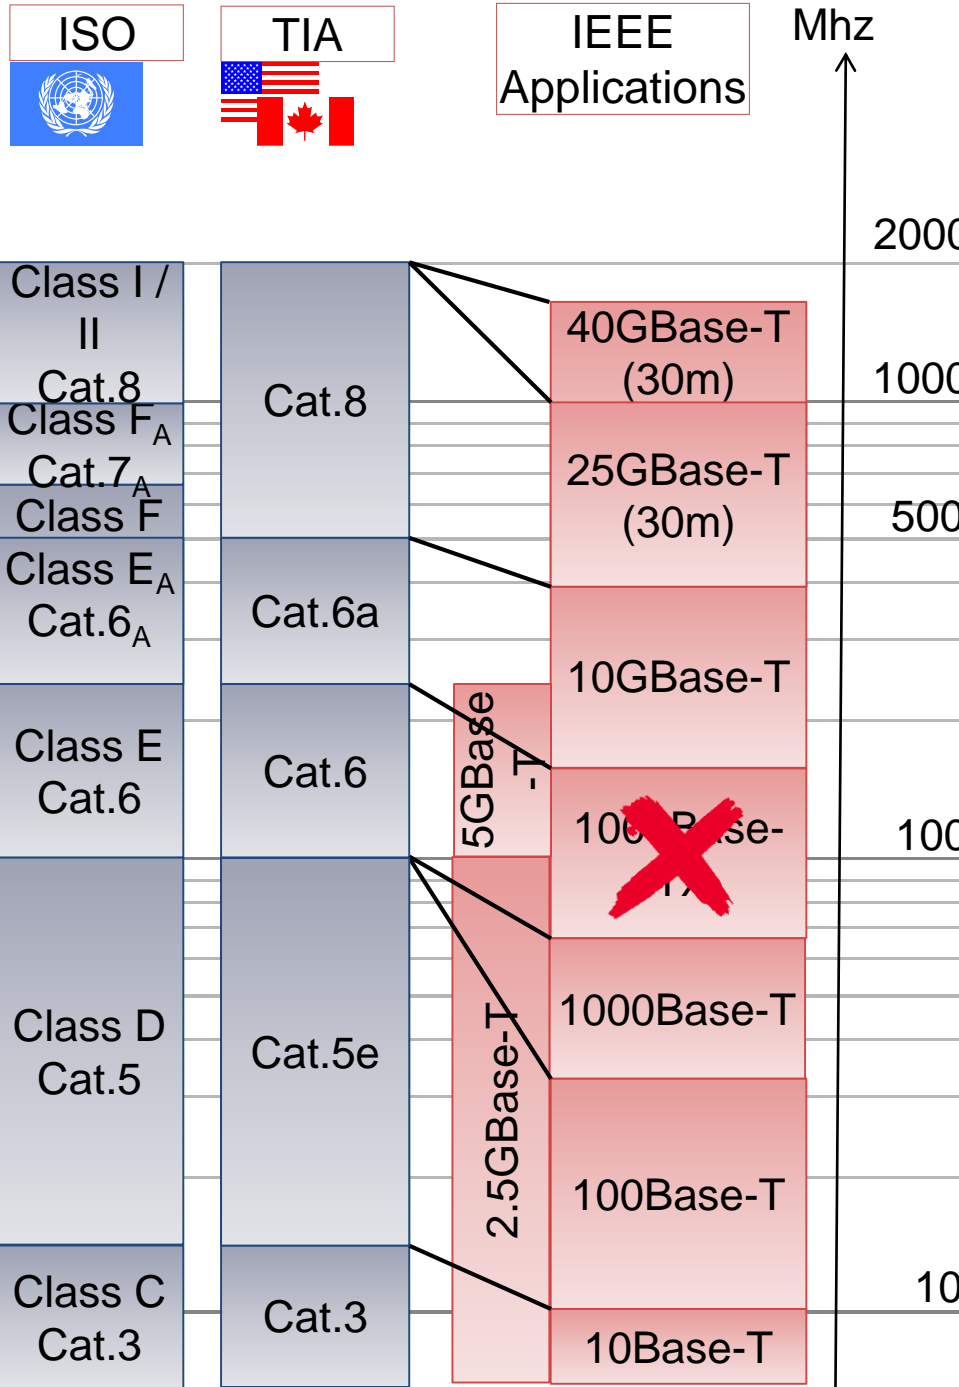 ISO
TIA
IEEE
Applications
Mhz
2000
Class I /
II
Cat.8
Class FA
Cat.7A
Class F
Class EA
Cat.6A
Class E
Cat.6
Class D
Cat.5
Class C
Cat.3
Cat.8
Cat.6a
Cat.6
Cat.5e
Cat.3
5GBase
-T
2.5GBase-T
40GBase-T
(30m)
25GBase-T
(30m)
10GBase-T
1000Base-
TX
1000Base-T
100Base-T
10Base-T
1000
500
100
10